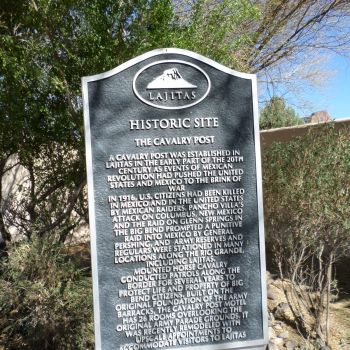 LAJITAS
HISTORIC SITE
THE CAVALRY POST
A CAVALRY POST WAS ESTABLISHED IN
LAJITAS IN THE EARLY PART OF THE 20TH
CENTURY AS EVENTS OF MEXICAN
REVOLUTION HAD PUSHED THE UNITED
STATES AND MEXICO TO THE BRINK OF
WAR
IN 1916, U.S. CITIZENS HAD BEEN KILLED
IN MEXICO AND IN THE UNITED STATES
BY MEXICAN RAIDERS. PANCHO VILLA'S
ATTACK ON COLUMBUS, NEW MEXICO
AND THE RAID ON GLENN SPRINGS IN
THE BIG BEND PROMPTED A PUNITIVE
RAID INTO MEXICO BY GENERAL
PERSHING, AND ARMY RESERVES AND
REGULARS WERE STATIONED IN MANY
LOCATIONS ALONG THE RIO GRANDE,
INCLUDING LAJITAS.
MOUNTED HORSE CAVALRY
CONDUCTED PATROLS ALONG THE
BORDER FOR SEVERAL YEARS TO
PROTECT LIFE AND PROPERTY OF BIG
BEND CITIZENS. BUILT ON THE
ORIGINAL FOUNDATION OF THE ARMY
BARRACKS, THE CAVALRY POST MOTEL
HAS 26 ROOMS OVERLOOKING THE
ORIGINAL ARMY PARADE GROUNDS. IT
WAS RECENTLY REMODELED WITH
UPSCALE APPOINTMENTS TO
ACCOMMODATE VISITORS TO LAJITAS